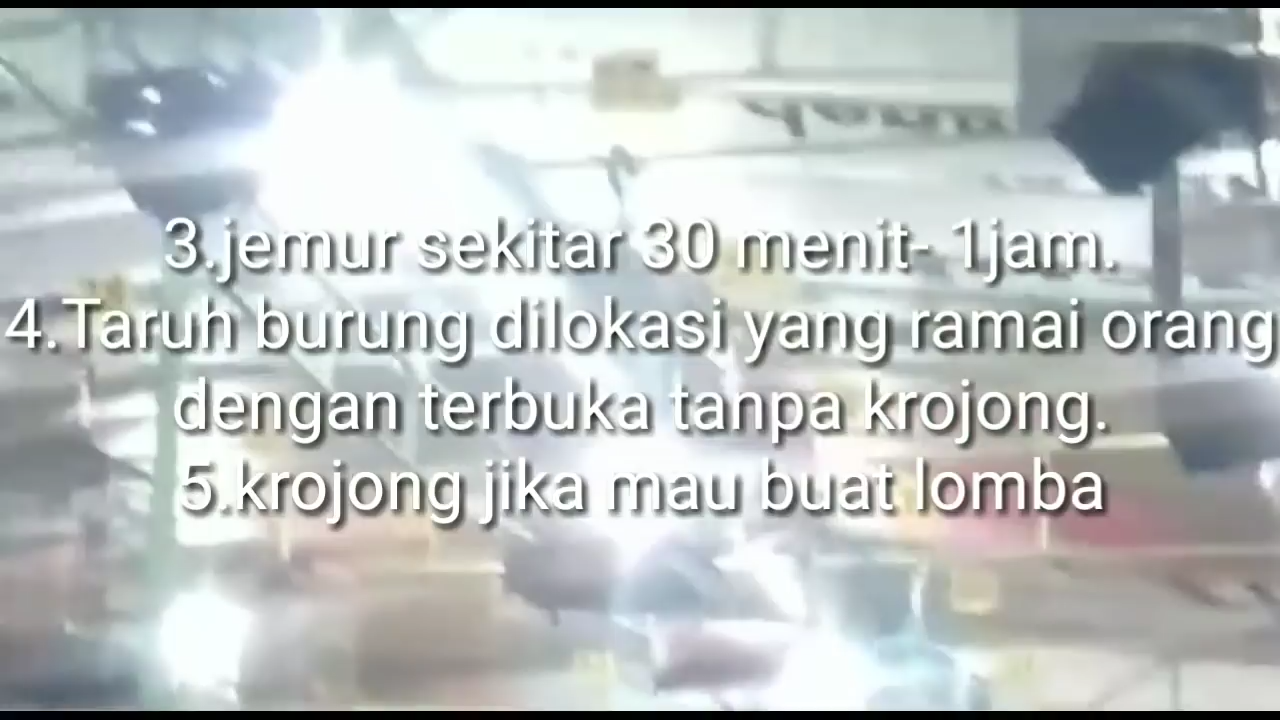 3.jemur sekitar 30 menit- 1jam.
4.Taruh burung dilokasi yang ramai orang
dengan terbuka tanpa krojong.
5.krojong jika mau buat lomba